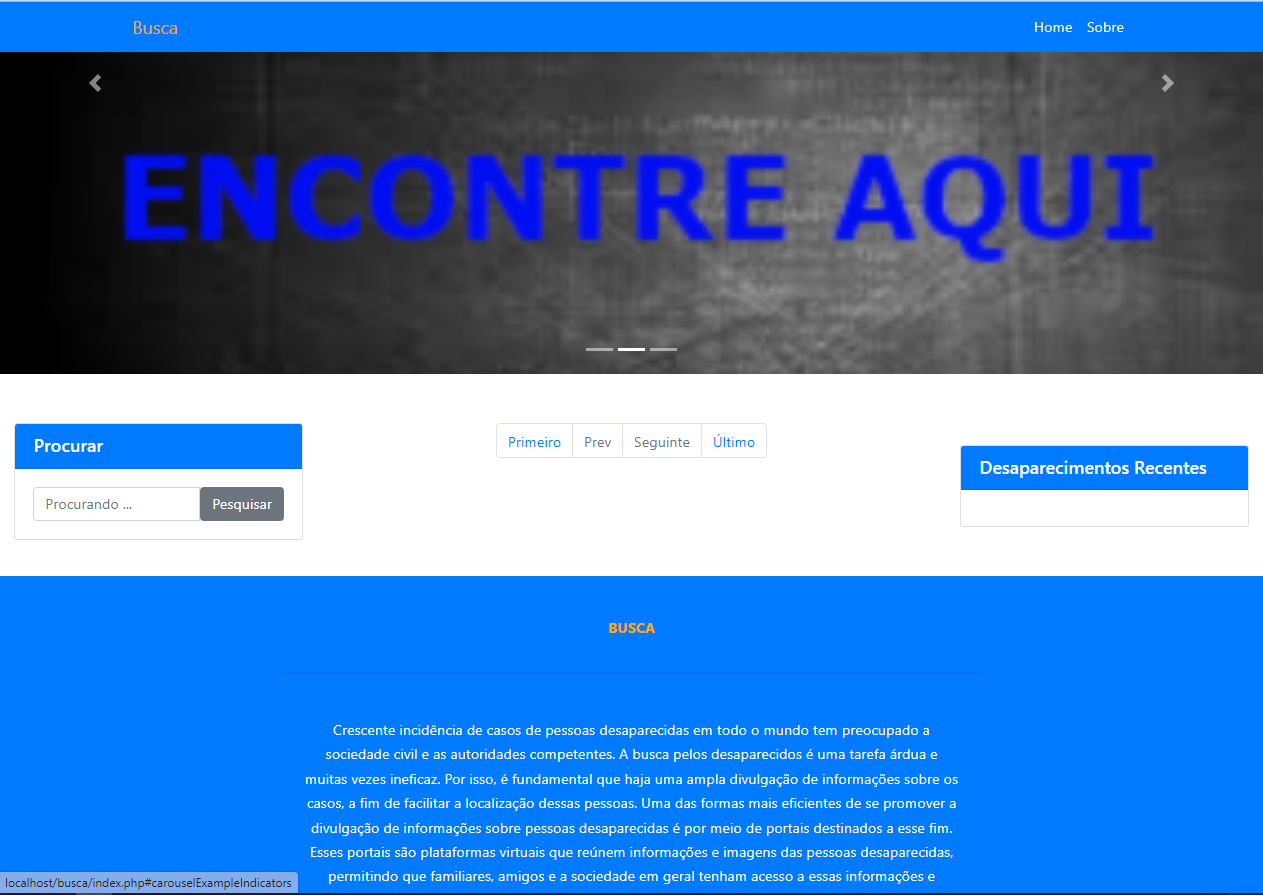 Busca
Home Sobre
ENCONTRE AQUI
Procurar
Procurando ...
Pesquisar
Primeiro Prev Seguinte Último
Desaparecimentos Recentes
BUSCA
Crescente incidência de casos de pessoas desaparecidas em todo o mundo tem preocupado a
sociedade civil e as autoridades competentes. A busca pelos desaparecidos é uma tarefa árdua e
muitas vezes ineficaz. Por isso, é fundamental que haja uma ampla divulgação de informações sobre os
casos, a fim de facilitar a localização dessas pessoas. Uma das formas mais eficientes de se promover a
divulgação de informações sobre pessoas desaparecidas é por meio de portais destinados a esse fim.
Esses portais são plataformas virtuais que reúnem informações e imagens das pessoas desaparecidas,
permitindo que familiares, amigos e a sociedade em geral tenham acesso a essas informações e
localhost/busca/index.php#carouselExampleIndicators